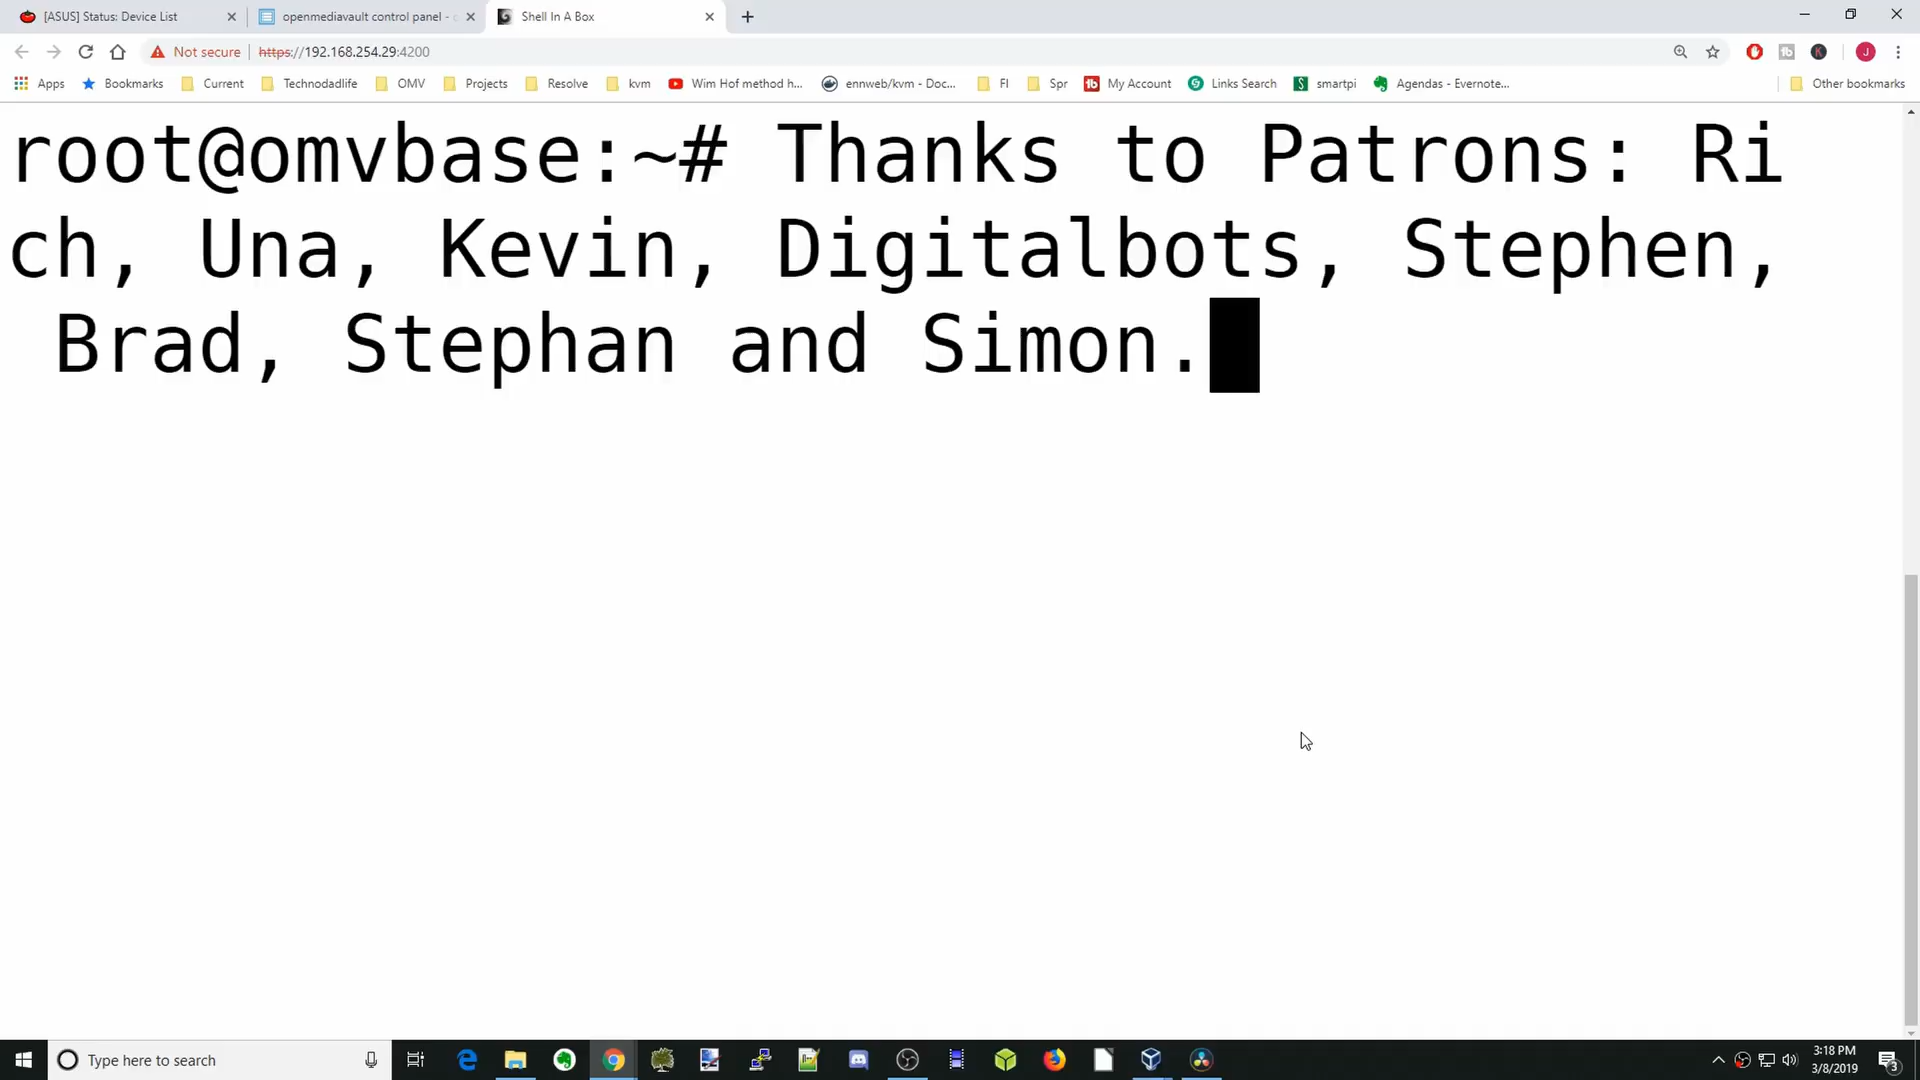 [ASUS] Status: Device List
openmediavault control panel -
Shell In A Box
Not secure
https://192.168.254.29:4200
Apps
Bookmarks
Current
Technodadlife
OMV
Projects
Resolve
kvm
Wim Hof method h...
ennweb/kvm - Doc...
FI
Spr
My Account
Links Search
smartpi
Agendas - Evernote...
Other bookmarks
root@omvbase:~# Thanks to Patrons: Ri
ch, Una, Kevin, Digitalbots, Stephen,
Brad, Stephan and Simon.
Type here to search
3:18 PM
3/8/2019
3